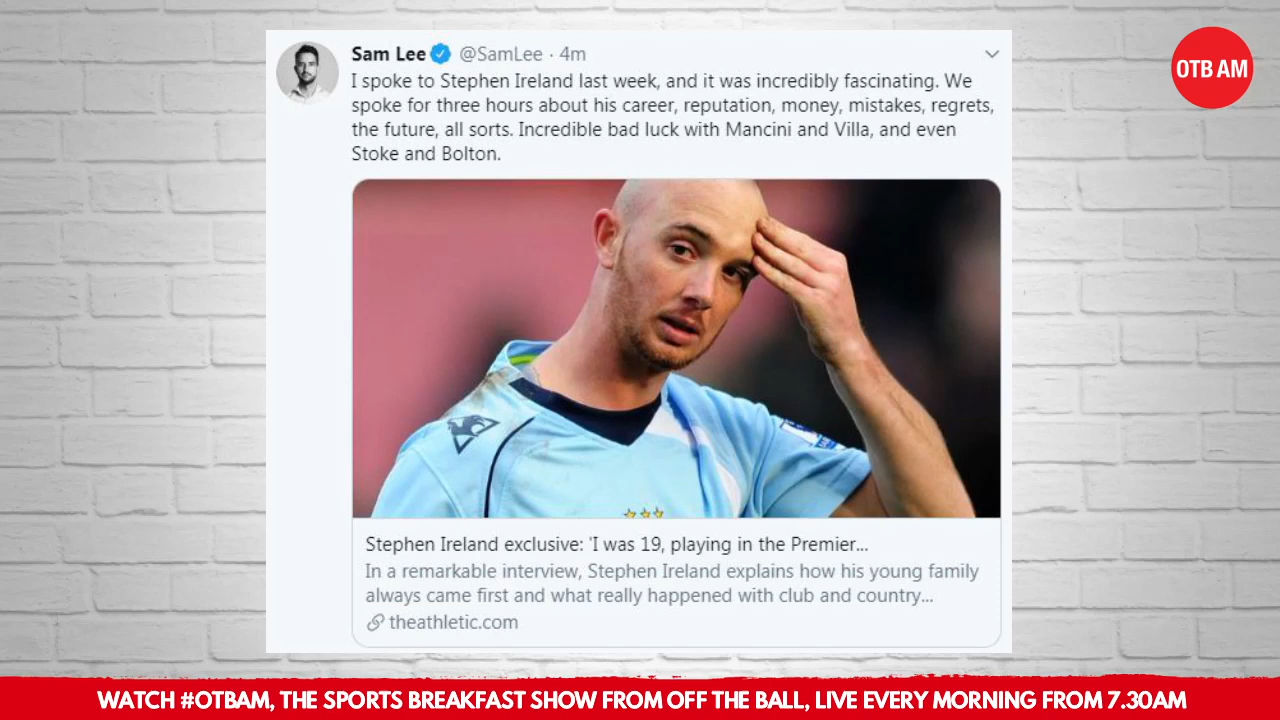 Sam Lee @SamLee · 4m
I spoke to Stephen Ireland last week, and it was incredibly fascinating. We
spoke for three hours about his career, reputation, money, mistakes, regrets,
the future, all sorts. Incredible bad luck with Mancini and Villa, and even
Stoke and Bolton.
OTB AM
Stephen Ireland exclusive: 'I was 19, playing in the Premier...
In a remarkable interview, Stephen Ireland explains how his young family
always came first and what really happened with club and country...
theathletic.com
WATCH #OTBAM, THE SPORTS BREAKFAST SHOW FROM OFF THE BALL, LIVE EVERY MORNING FROM 7.30AM